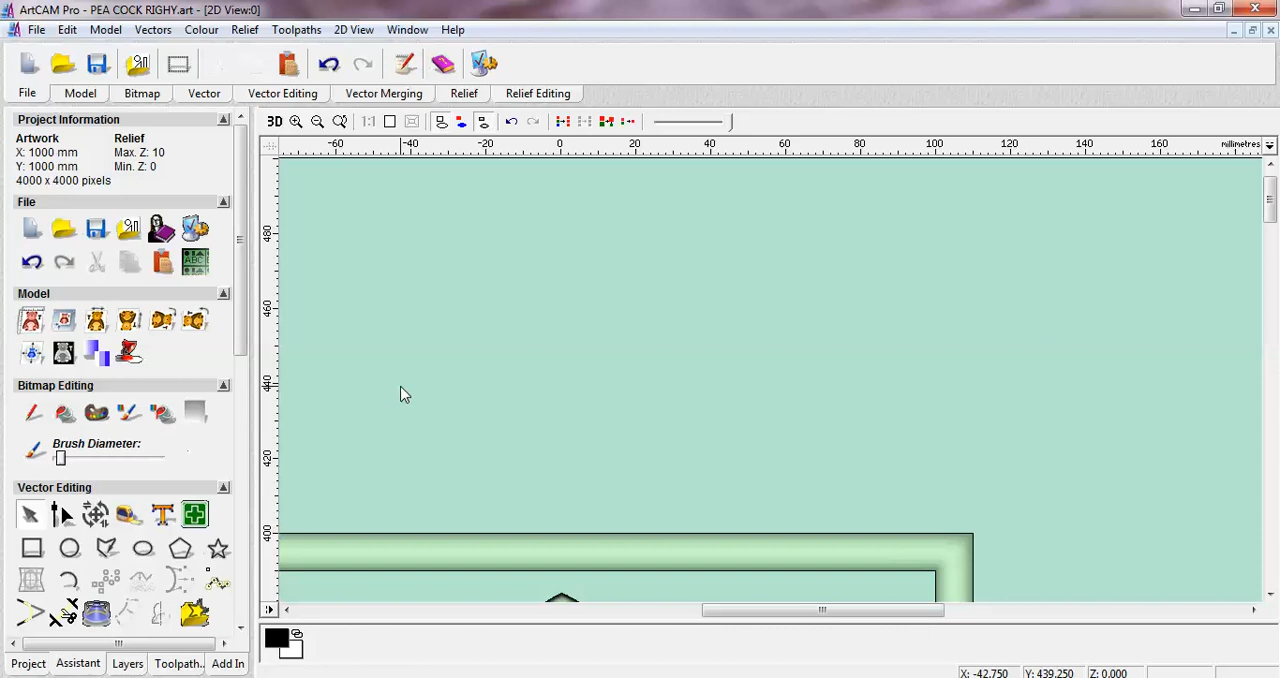 ArtCAM Pro - PEA COCK RIGHY.art - [2D View:0]
File Edit Model Vectors Colour Relief Toolpaths 2D View Window Help
File Model Bitmap Vector Vector Editing Vector Merging Relief Relief Editing
Project Information
Artwork Relief
X: 1000 mm Max. Z: 10
Y: 1000 mm Min. Z: 0
4000 x 4000 pixels
File
ABC
Model
Bitmap Editing
Brush Diameter:
Vector Editing
Project Assistant Layers Toolpath... Add In
3D 1:1
-60 -40 -20 0 20 40 60 80 100 120 140 160 millimetres
480
460
440
420
400
X: -42.750 Y: 439.250 Z: 0.000